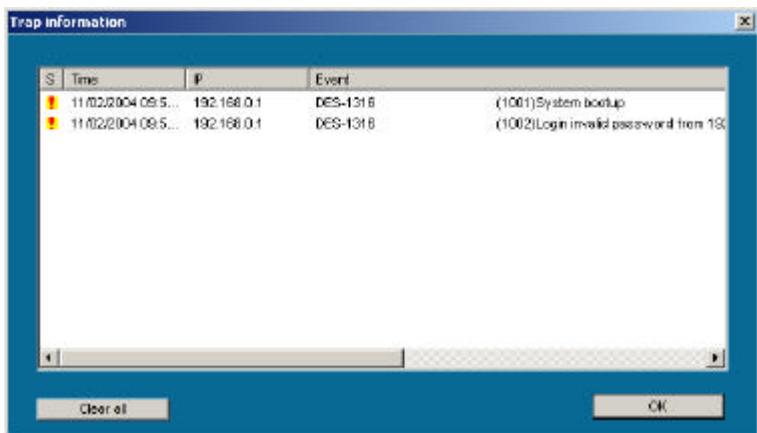 Trap information
S Time IP Event
! 11/02/2004 09:5... 192.168.0.1 DES-1316 (1001)System bootup
! 11/02/2004 09:5... 192.168.0.1 DES-1316 (1002)Login invalid password from 192
Clear all OK